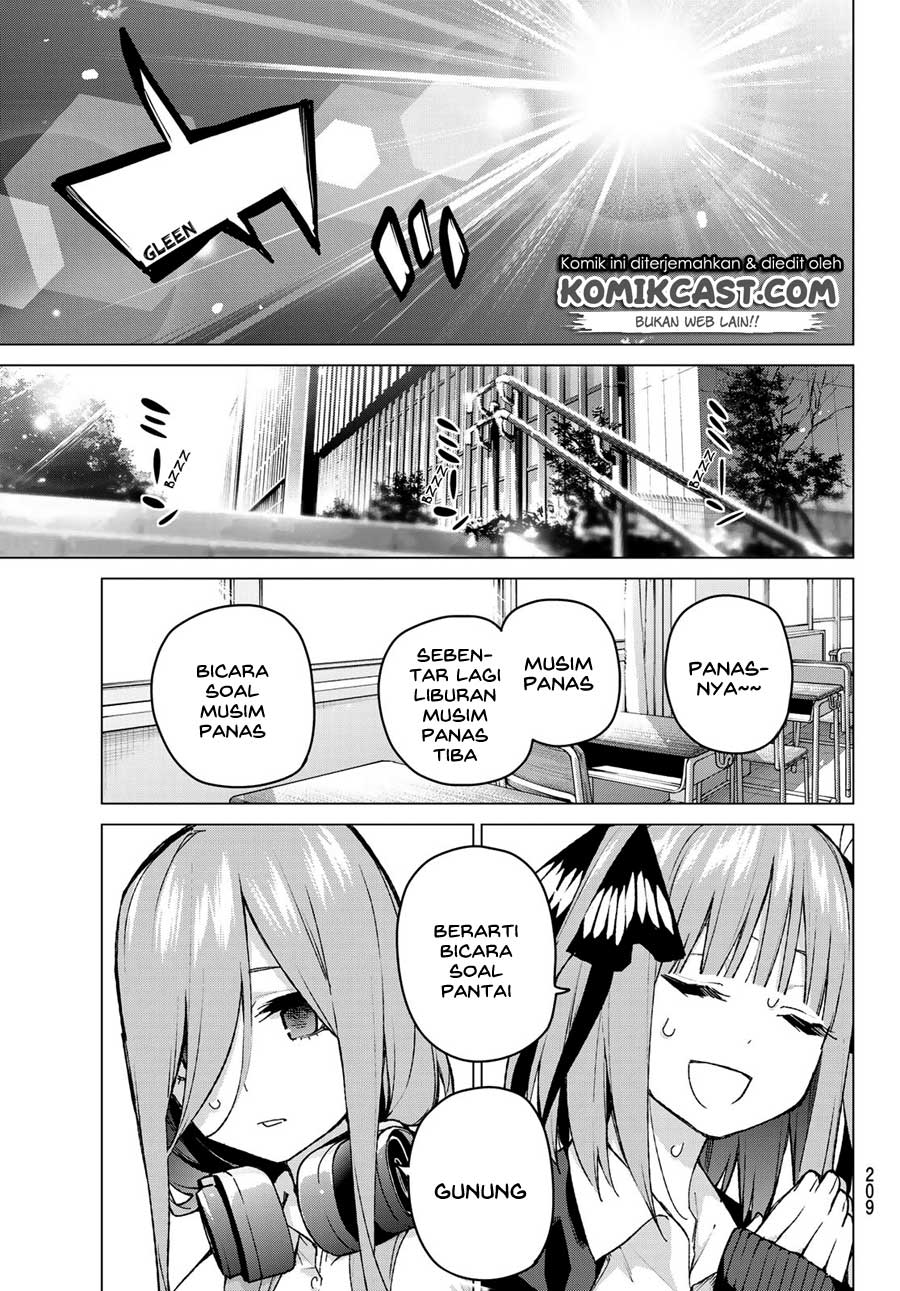 GLEEN
Komik ini diterjemahkan & diedit oleh
KOMIKCAST.COM
BUKAN WEB LAIN!!
BZZZ
BZZZ
BZZZ
PANAS-
NYA~~
MUSIM
PANAS
SEBEN-
TAR LAGI
LIBURAN
MUSIM
PANAS
TIBA
BICARA
SOAL
MUSIM
PANAS
BERARTI
BICARA
SOAL
PANTAI
GUNUNG
209